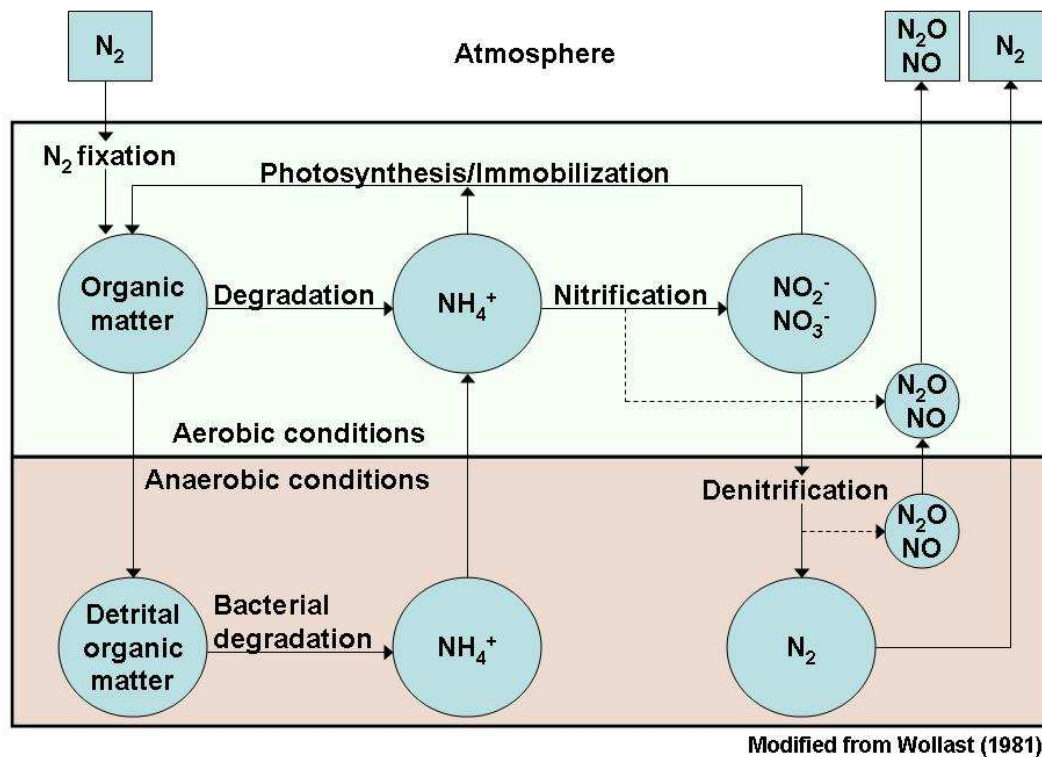 N₂
Atmosphere
N₂O
NO
N₂
N₂ fixation
Photosynthesis/Immobilization
Organic
matter
Degradation
NH₄⁺
Nitrification
NO₂⁻
NO₃⁻
N₂O
NO
Aerobic conditions
Anaerobic conditions
Denitrification
N₂O
NO
Detrital
organic
matter
Bacterial
degradation
NH₄⁺
N₂
Modified from Wollast (1981)